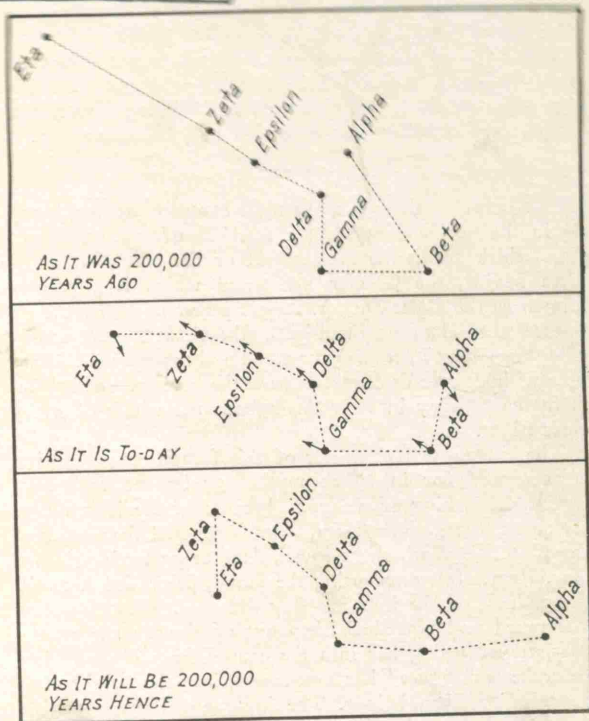 Eta
Zeta
Epsilon
Alpha
Delta
Gamma
Beta
AS IT WAS 200,000
YEARS AGO
Eta
Zeta
Epsilon
Delta
Gamma
Alpha
Beta
AS IT IS TO-DAY
Zeta
Eta
Epsilon
Delta
Gamma
Beta
Alpha
AS IT WILL BE 200,000
YEARS HENCE